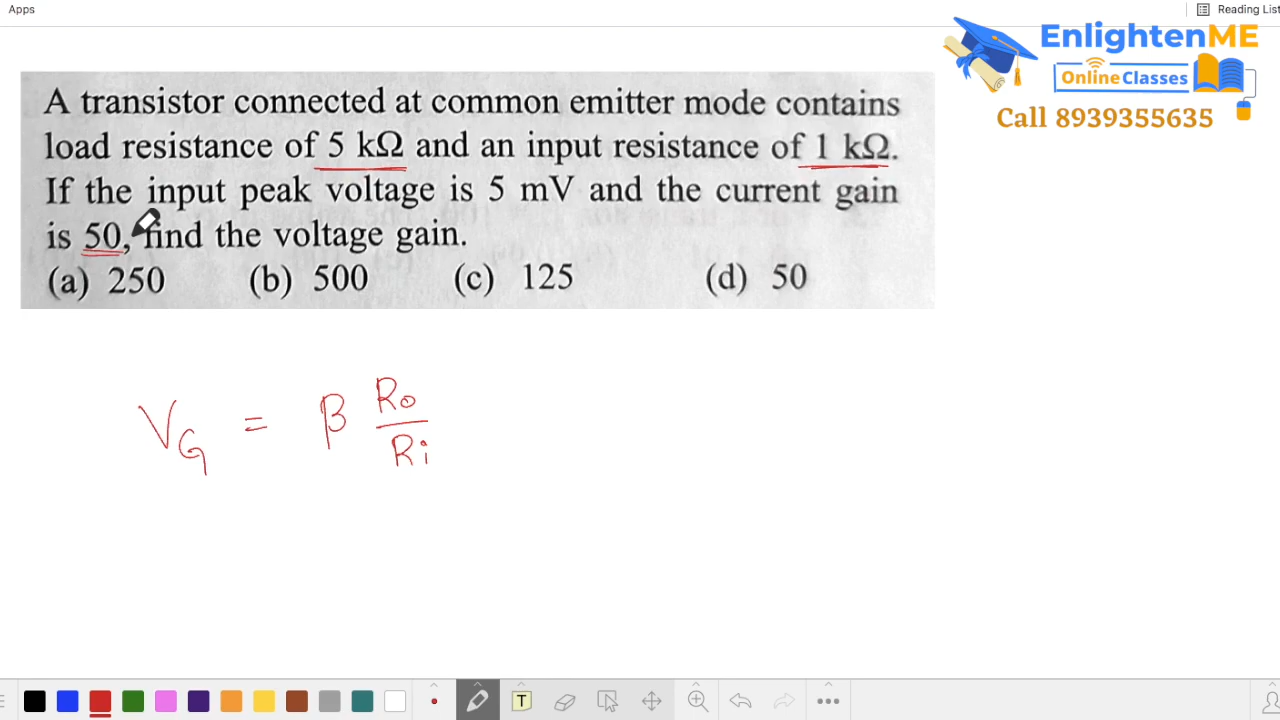 Apps
Reading List
EnlightenME
Online Classes
Call 8939355635
A transistor connected at common emitter mode contains
load resistance of 5 kΩ and an input resistance of 1 kΩ.
If the input peak voltage is 5 mV and the current gain
is 50, find the voltage gain.
(a) 250 (b) 500 (c) 125 (d) 50
V_G = β Ro/Ri
T